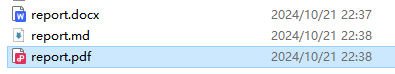 report.docx 2024/10/21 22:37
report.md 2024/10/21 22:38
report.pdf 2024/10/21 22:38